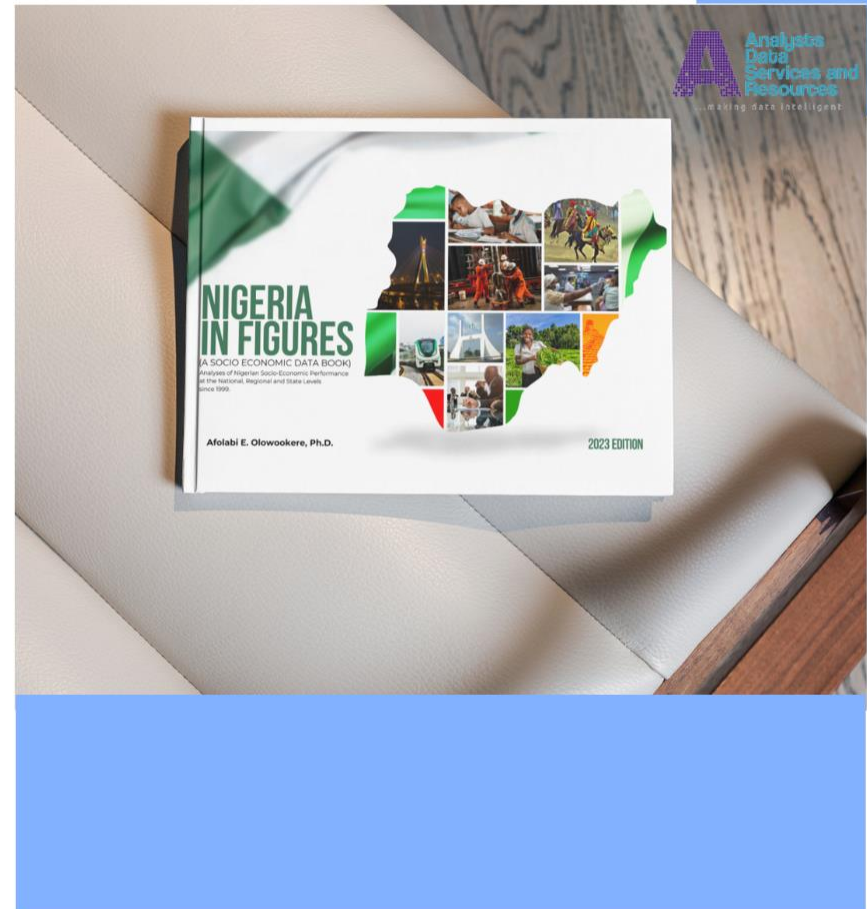 Analysts
Data
Services and
Resources
...making data intelligent
NIGERIA
IN FIGURES
(A SOCIO ECONOMIC DATA BOOK)
Analyses of Nigerian Socio-Economic Performance
at the National, Regional and State Levels
since 1999.
Afolabi E. Olowookere, Ph.D.
2023 EDITION